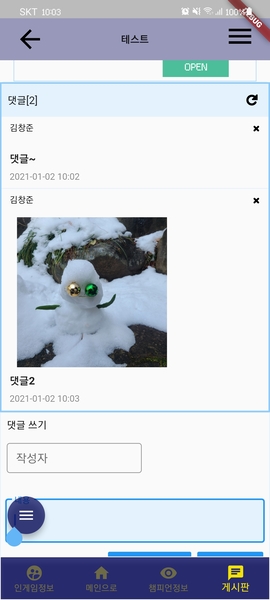 SKT 10:03
100%
테스트
OPEN
댓글[2]
김창준
댓글~
2021-01-02 10:02
김창준
댓글2
2021-01-02 10:03
댓글 쓰기
작성자
인게임정보
메인으로
챔피언정보
게시판